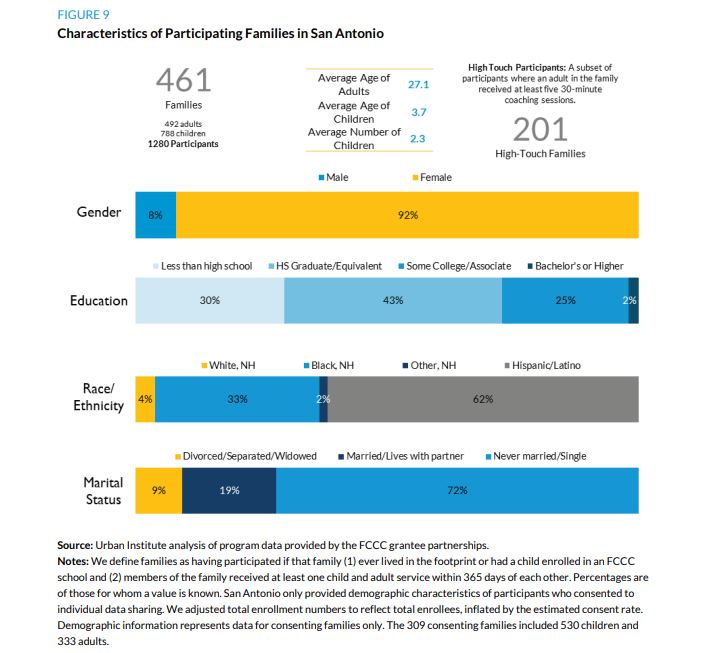 FIGURE 9
Characteristics of Participating Families in San Antonio
461
Families
492 adults
788 children
1280 Participants
Average Age of
Adults
27.1
Average Age of
Children
3.7
Average Number of
Children
2.3
High Touch Participants: A subset of
participants where an adult in the family
received at least five 30-minute
coaching sessions.
201
High-Touch Families
Male Female
Gender
8% 92%
Less than high school HS Graduate/Equivalent Some College/Associate Bachelor's or Higher
Education
30% 43% 25% 2%
White, NH Black, NH Other, NH Hispanic/Latino
Race/
Ethnicity
4% 33% 2% 62%
Divorced/Separated/Widowed Married/Lives with partner Never married/Single
Marital
Status
9% 19% 72%
Source: Urban Institute analysis of program data provided by the FCCC grantee partnerships.
Notes: We define families as having participated if that family (1) ever lived in the footprint or had a child enrolled in an FCCC
school and (2) members of the family received at least one child and adult service within 365 days of each other. Percentages are
of those for whom a value is known. San Antonio only provided demographic characteristics of participants who consented to
individual data sharing. We adjusted total enrollment numbers to reflect total enrollees, inflated by the estimated consent rate.
Demographic information represents data for consenting families only. The 309 consenting families included 530 children and
333 adults.